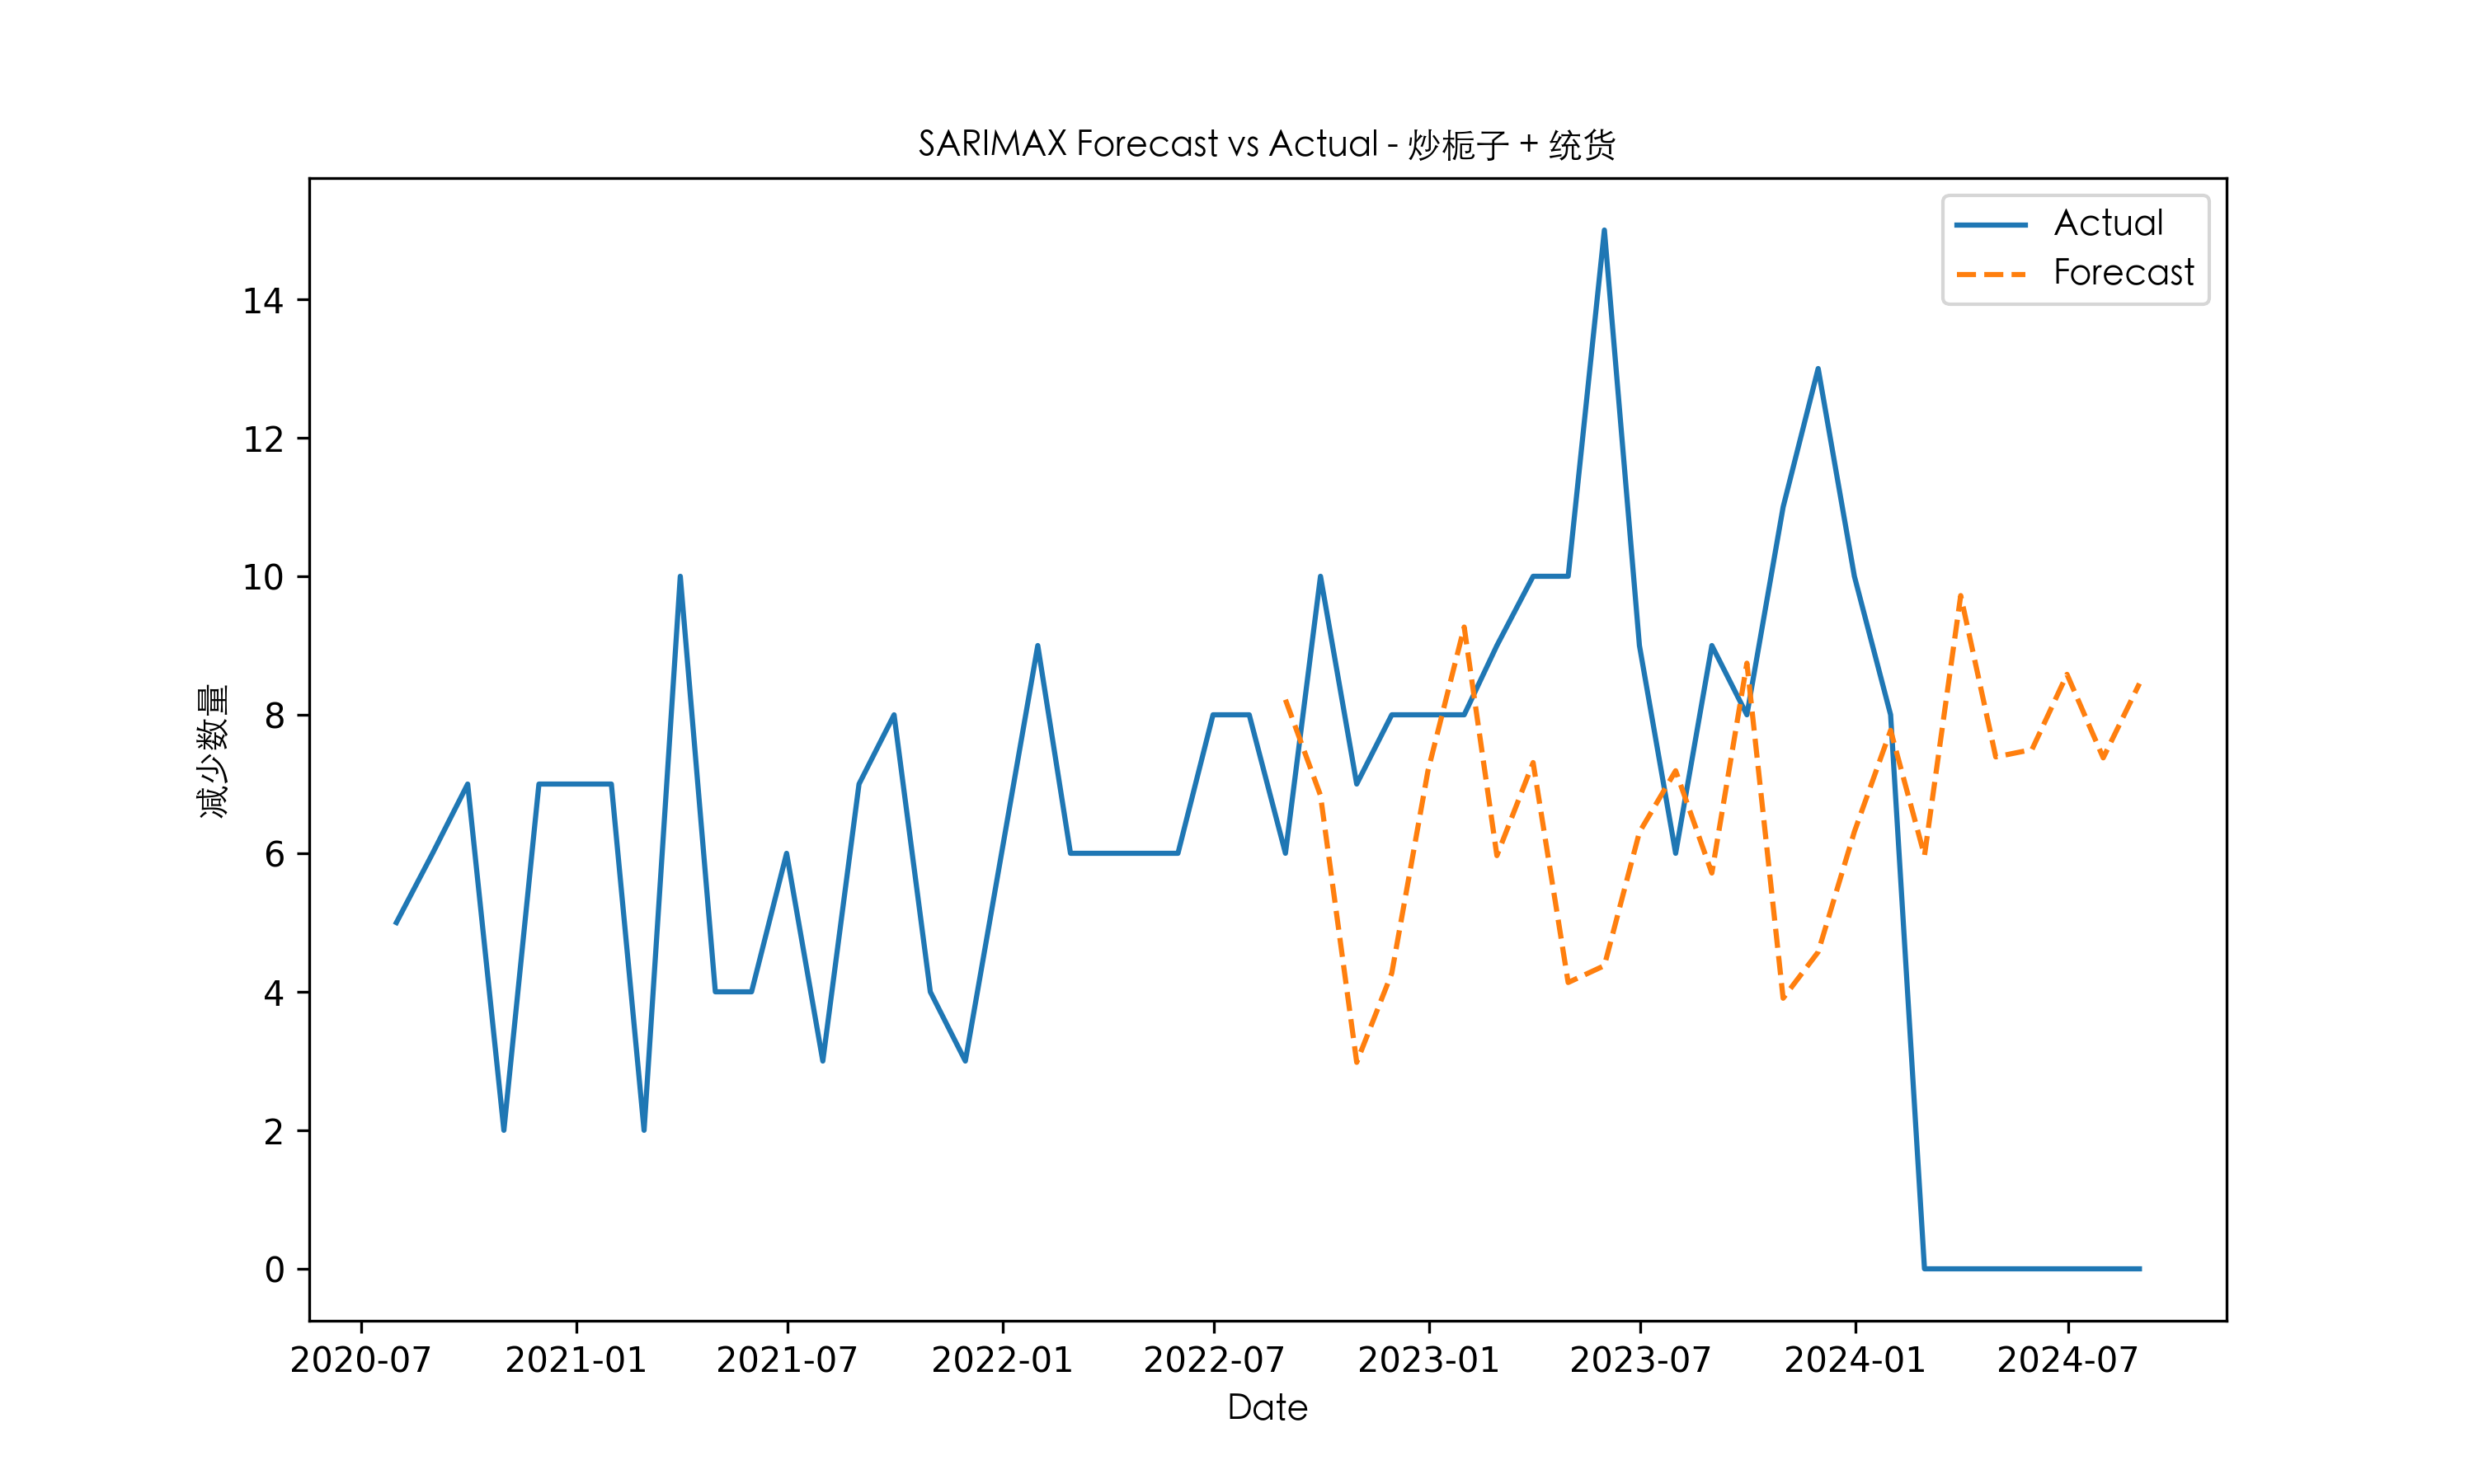 SARIMAX Forecast vs Actual - 炒栀子 + 统货
Actual
Forecast
减少数量
14
12
10
8
6
4
2
0
2020-07 2021-01 2021-07 2022-01 2022-07 2023-01 2023-07 2024-01 2024-07
Date